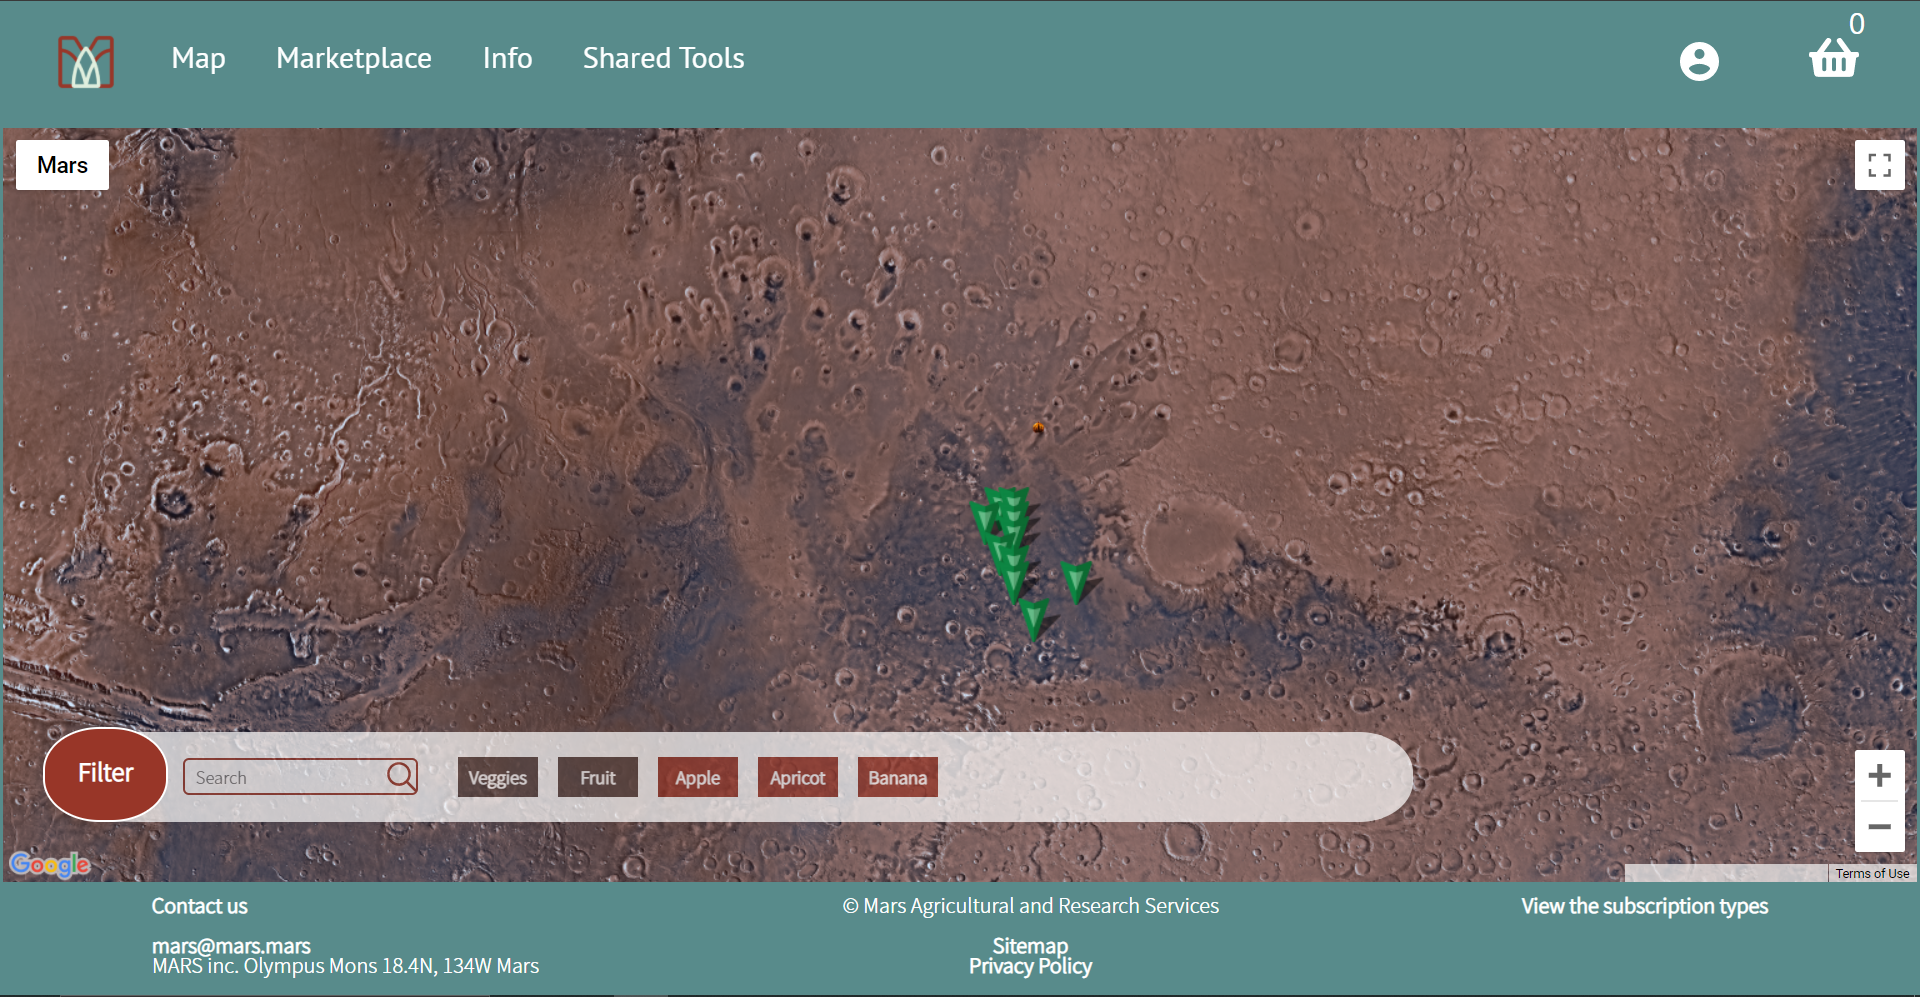 0
Map
Marketplace
Info
Shared Tools
Mars
Filter
Search
Veggies
Fruit
Apple
Apricot
Banana
Google
Terms of Use
Contact us
© Mars Agricultural and Research Services
View the subscription types
mars@mars.mars
MARS inc. Olympus Mons 18.4N, 134W Mars
Sitemap
Privacy Policy